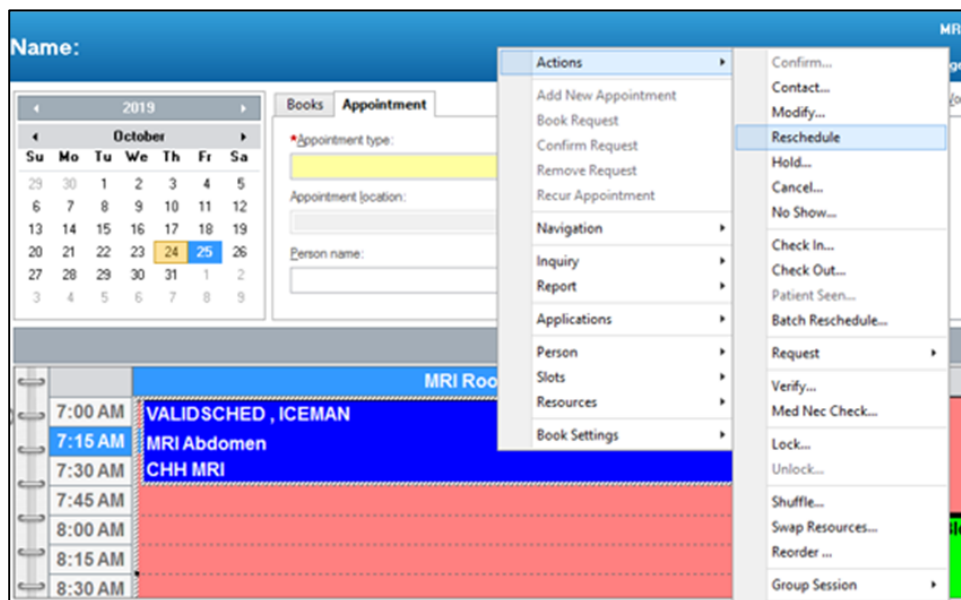 MRI
Name:
2019
October
Su Mo Tu We Th Fr Sa
29 30 1 2 3 4 5
6 7 8 9 10 11 12
13 14 15 16 17 18 19
20 21 22 23 24 25 26
27 28 29 30 31 1 2
3 4 5 6 7 8 9
Books Appointment
*Appointment type:
Appointment location:
Person name:
Actions
Add New Appointment
Book Request
Confirm Request
Remove Request
Recur Appointment
Navigation
Inquiry
Report
Applications
Person
Slots
Resources
Book Settings
Confirm...
Contact...
Modify...
Reschedule
Hold...
Cancel...
No Show...
Check In...
Check Out...
Patient Seen...
Batch Reschedule...
Request
Verify...
Med Nec Check...
Lock...
Unlock...
Shuffle...
Swap Resources...
Reorder ...
Group Session
MRI Roo
7:00 AM VALIDSCHED , ICEMAN
7:15 AM MRI Abdomen
7:30 AM CHH MRI
7:45 AM
8:00 AM
8:15 AM
8:30 AM